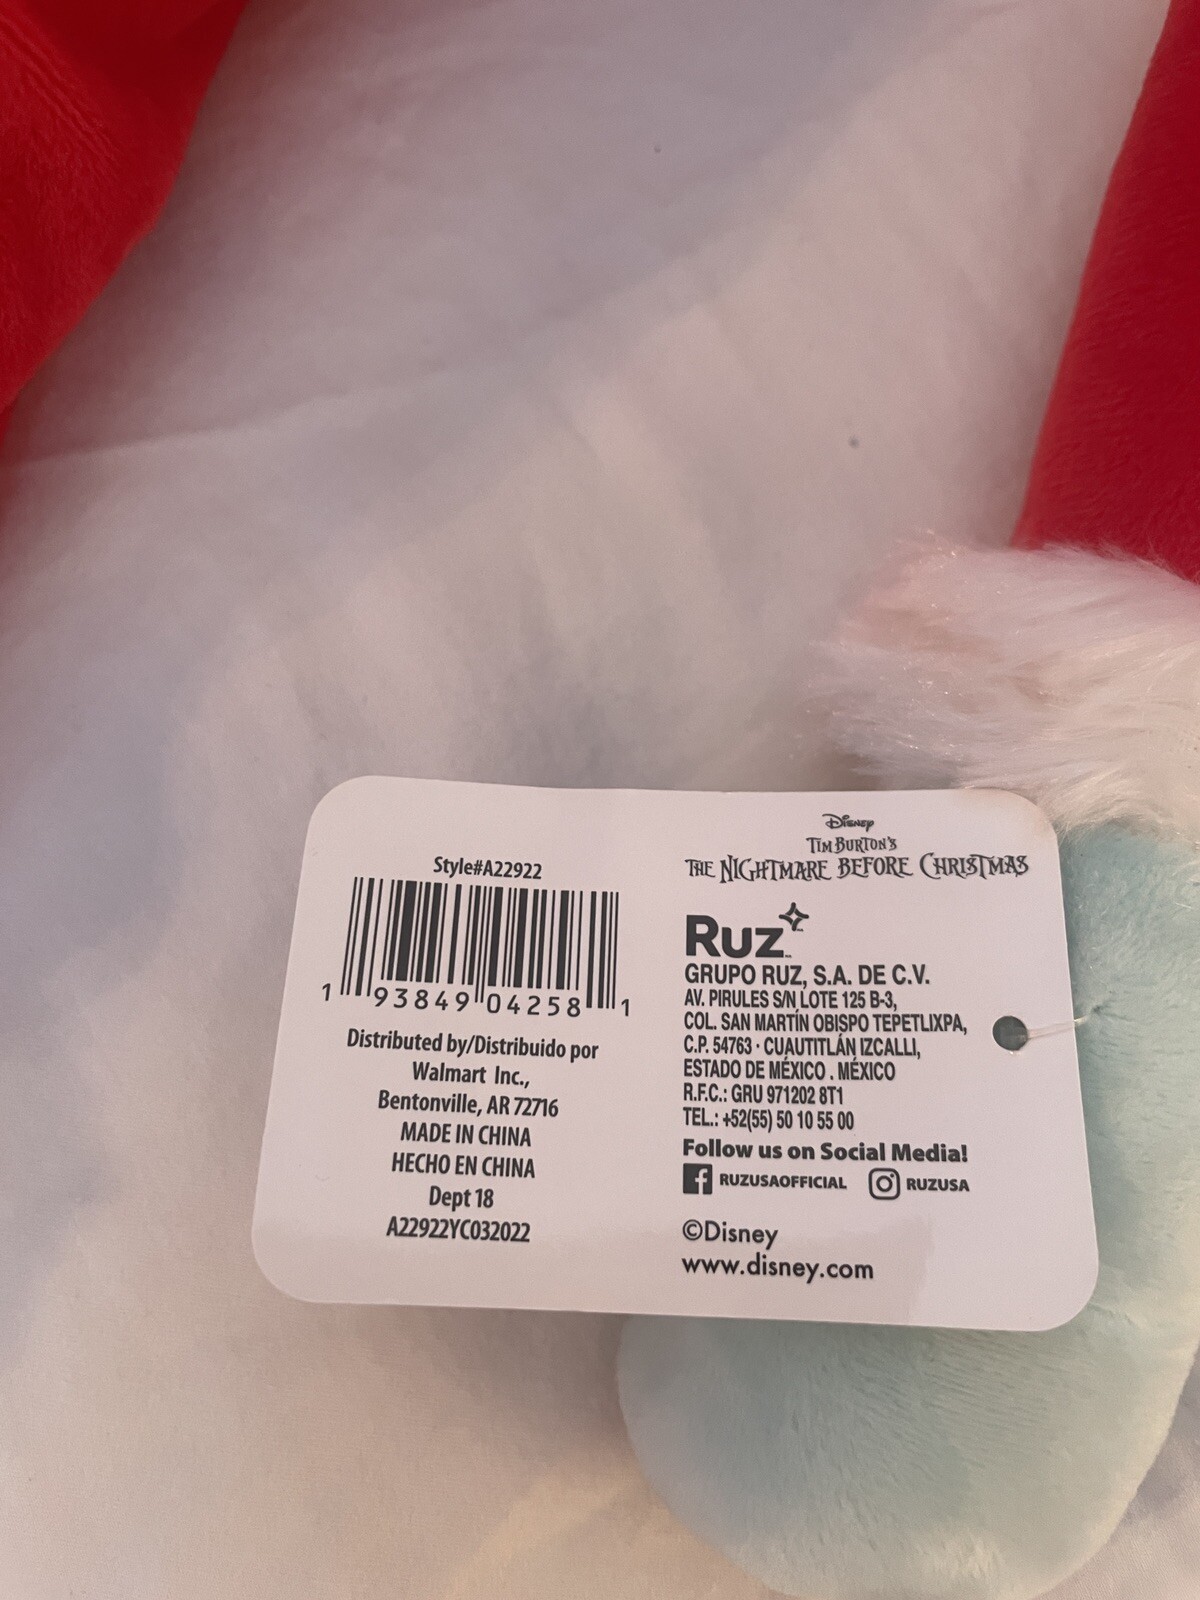 Style#A22922
1 93849 04258 1
Distributed by/Distribuido por
Walmart Inc.,
Bentonville, AR 72716
MADE IN CHINA
HECHO EN CHINA
Dept 18
A22922YC032022
Disney
TIM BURTON'S
THE NIGHTMARE BEFORE CHRISTMAS
RUZ
GRUPO RUZ, S.A. DE C.V.
AV. PIRULES S/N LOTE 125 B-3,
COL. SAN MARTÍN OBISPO TEPETLIXPA,
C.P. 54763 · CUAUTITLÁN IZCALLI,
ESTADO DE MÉXICO . MÉXICO
R.F.C.: GRU 971202 8T1
TEL.: +52(55) 50 10 55 00
Follow us on Social Media!
RUZUSAOFFICIAL RUZUSA
©Disney
www.disney.com